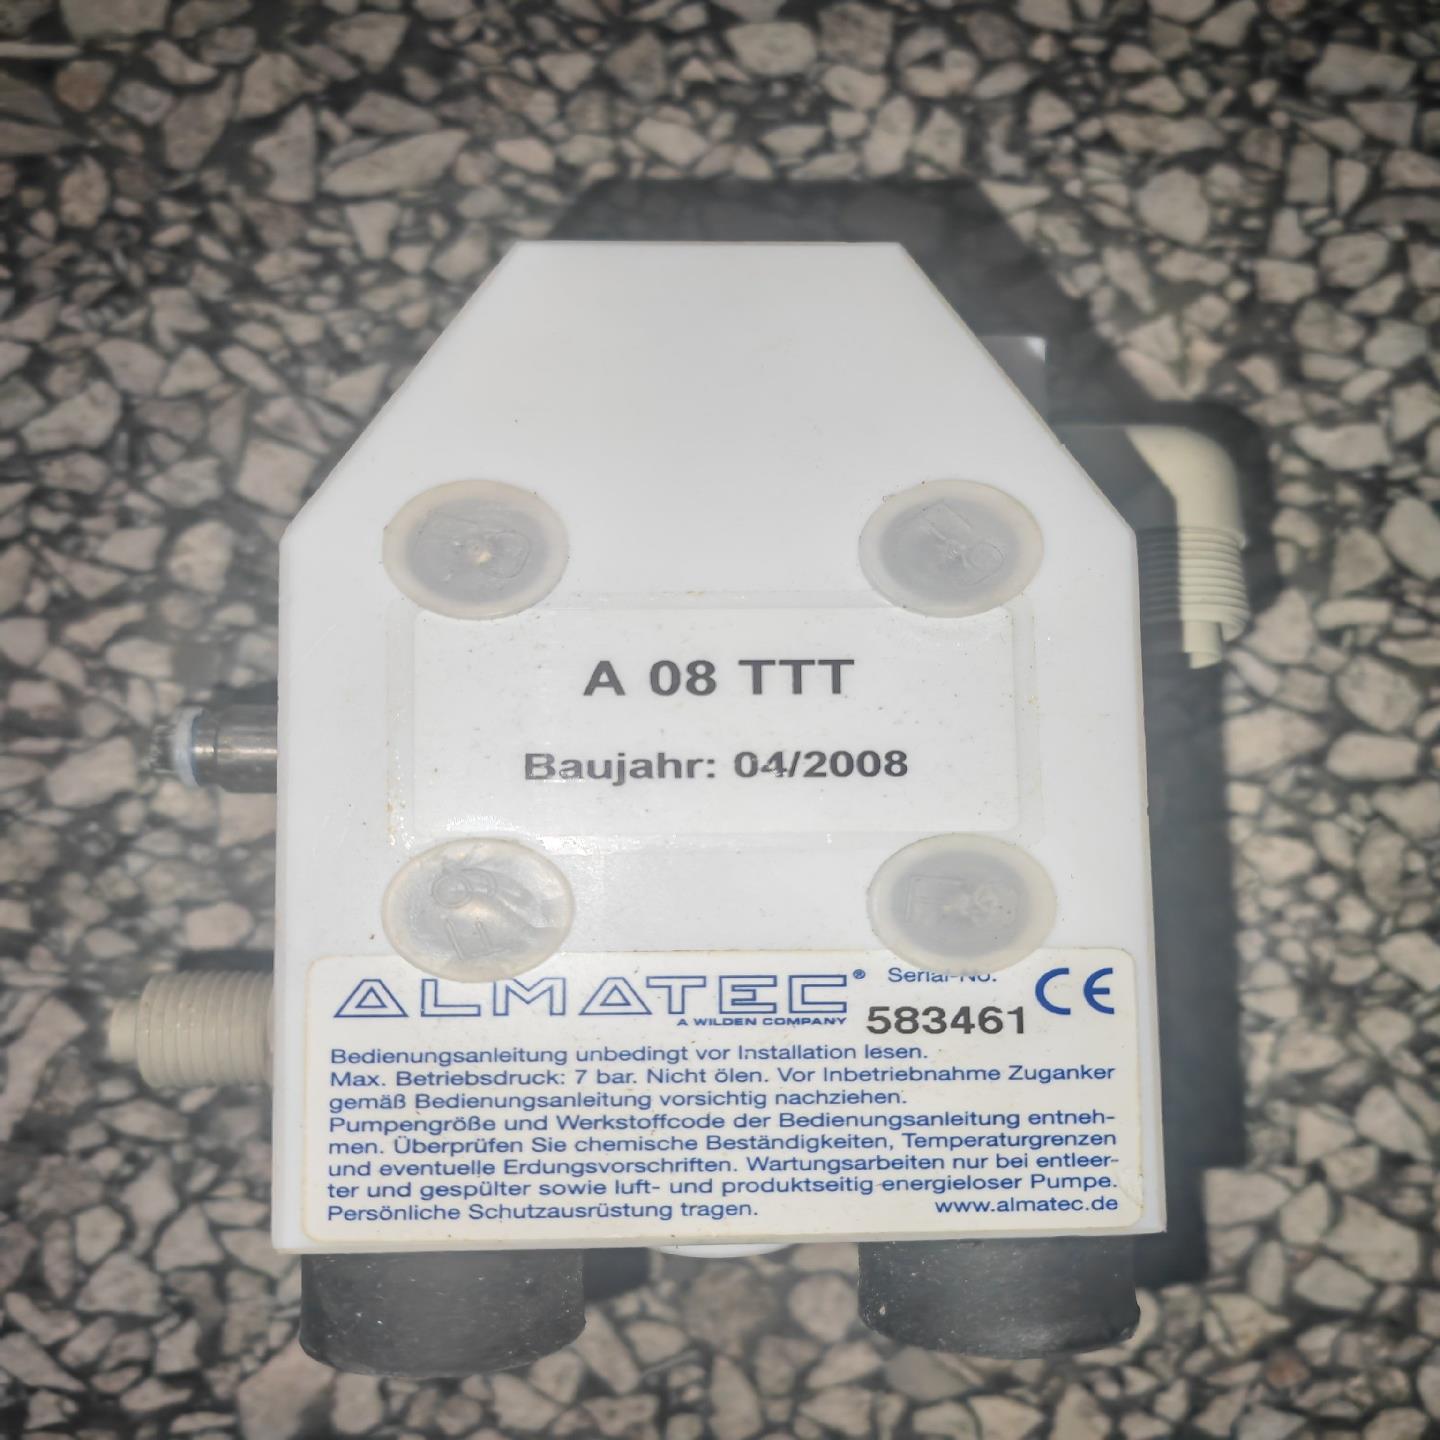 A 08 TTT
Baujahr: 04/2008
ALMATEC®
A WILDEN COMPANY
Serial-No.
583461
CE
Bedienungsanleitung unbedingt vor Installation lesen.
Max. Betriebsdruck: 7 bar. Nicht ölen. Vor Inbetriebnahme Zuganker
gemäß Bedienungsanleitung vorsichtig nachziehen.
Pumpengröße und Werkstoffcode der Bedienungsanleitung entneh-
men. Überprüfen Sie chemische Beständigkeiten, Temperaturgrenzen
und eventuelle Erdungsvorschriften. Wartungsarbeiten nur bei entleer-
ter und gespülter sowie luft- und produktseitig energieloser Pumpe.
Persönliche Schutzausrüstung tragen.
www.almatec.de